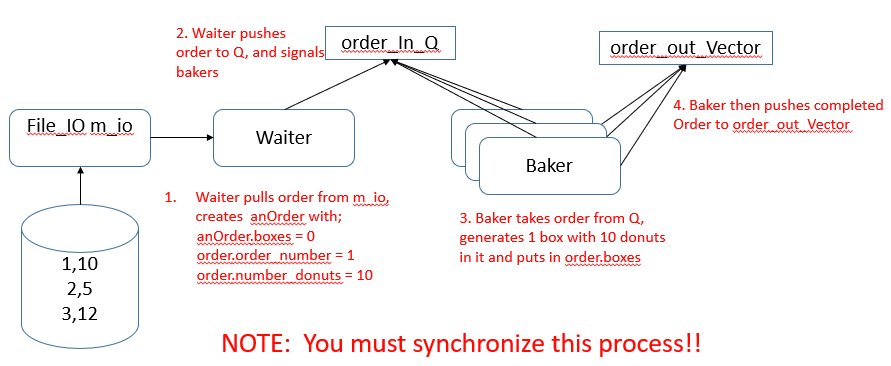 2. Waiter pushes
order to Q, and signals
bakers
order_In_Q
order_out_Vector
File_IO m_io
Waiter
Baker
4. Baker then pushes completed
Order to order_out_Vector
1. Waiter pulls order from m_io,
creates anOrder with;
anOrder.boxes = 0
order.order_number = 1
order.number_donuts = 10
3. Baker takes order from Q,
generates 1 box with 10 donuts
in it and puts in order.boxes
1,10
2,5
3,12
NOTE: You must synchronize this process!!